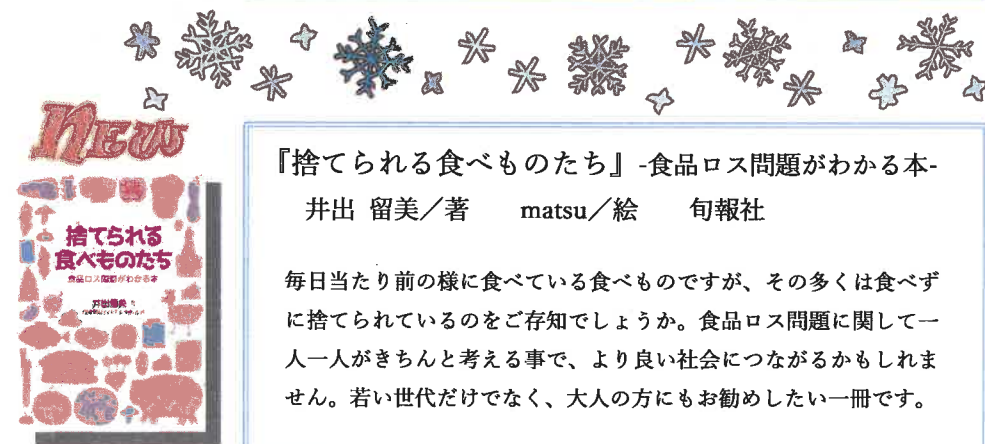 NEW
『捨てられる食べものたち』-食品ロス問題がわかる本-
井出 留美／著　　matsu／絵　　旬報社
捨てられる
食べものたち
食品ロス問題がわかる本
井出留美
毎日当たり前の様に食べている食べものですが、その多くは食べず
に捨てられているのをご存知でしょうか。食品ロス問題に関して一
人一人がきちんと考える事で、より良い社会につながるかもしれま
せん。若い世代だけでなく、大人の方にもお勧めしたい一冊です。